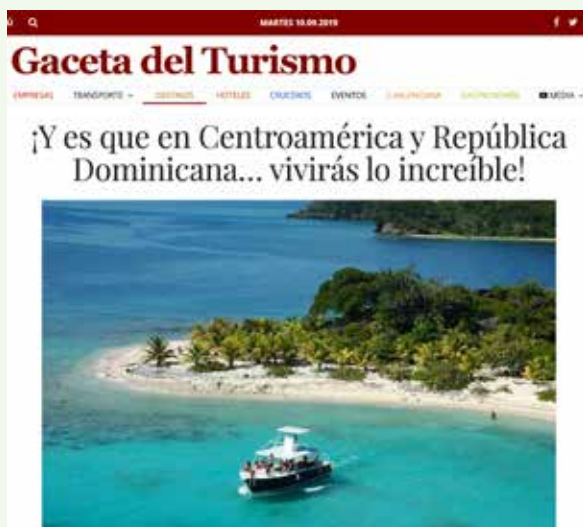 MARTES 10.09.2019
Gaceta del Turismo
EMPRESAS TRANSPORTE DESTINOS HOTELES CRUCEROS EVENTOS GASTRONOMÍA MEDIA
¡Y es que en Centroamérica y República
Dominicana... vivirás lo increíble!